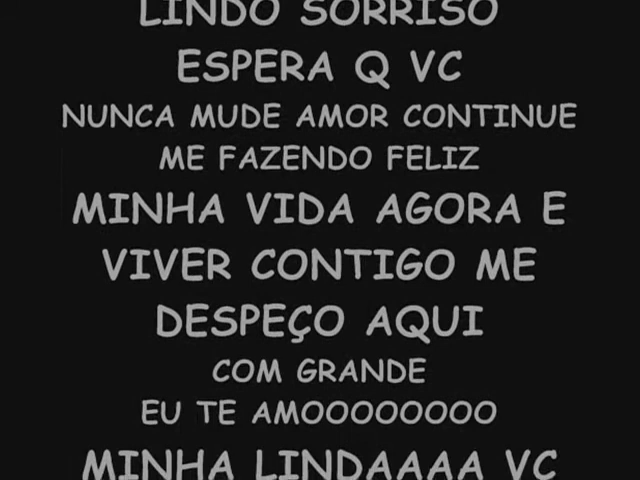 LINDO SORRISO
ESPERA Q VC
NUNCA MUDE AMOR CONTINUE
ME FAZENDO FELIZ
MINHA VIDA AGORA E
VIVER CONTIGO ME
DESPEÇO AQUI
COM GRANDE
EU TE AMOOOOOOOO
MINHA LINDAAAA VC